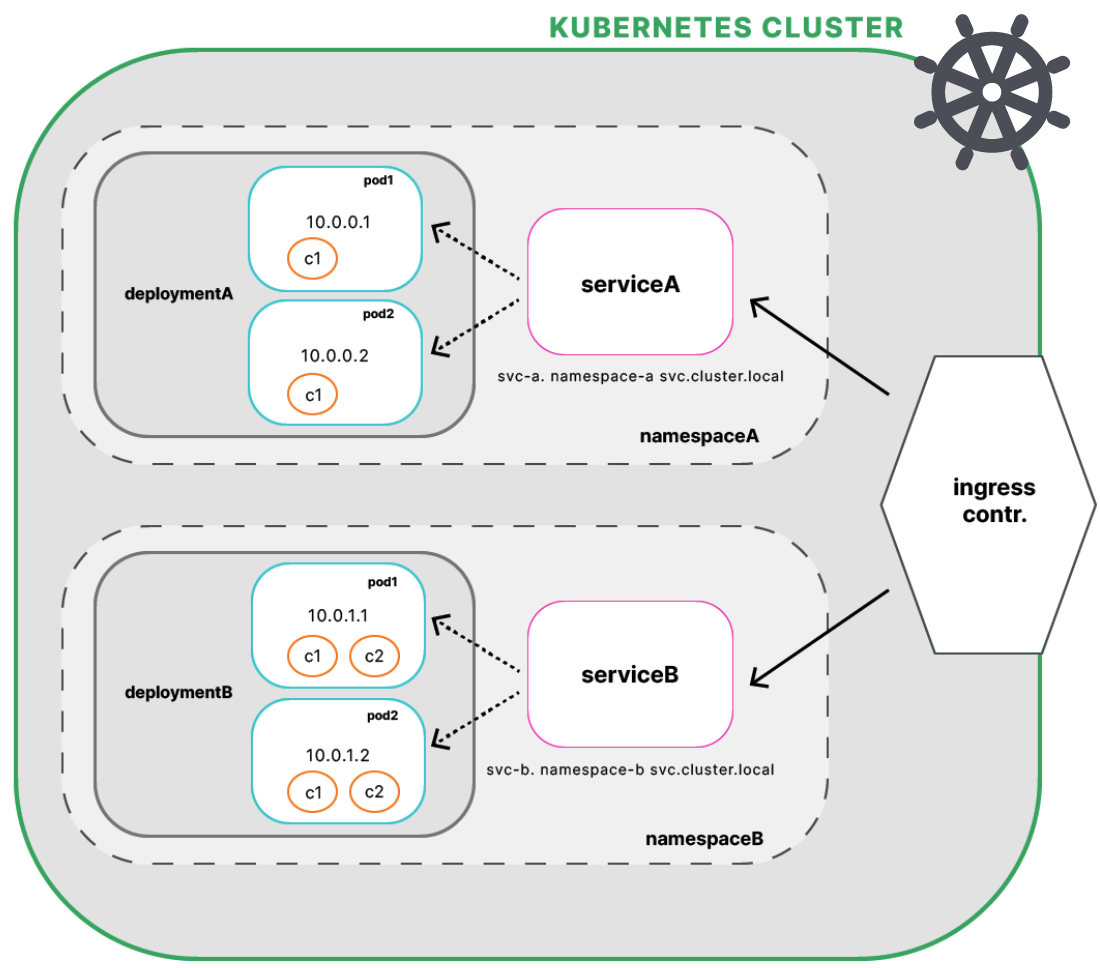 KUBERNETES CLUSTER
pod1
10.0.0.1
c1
deploymentA
pod2
10.0.0.2
c1
serviceA
svc-a. namespace-a svc.cluster.local
namespaceA
ingress
contr.
pod1
10.0.1.1
c1 c2
deploymentB
pod2
10.0.1.2
c1 c2
serviceB
svc-b. namespace-b svc.cluster.local
namespaceB